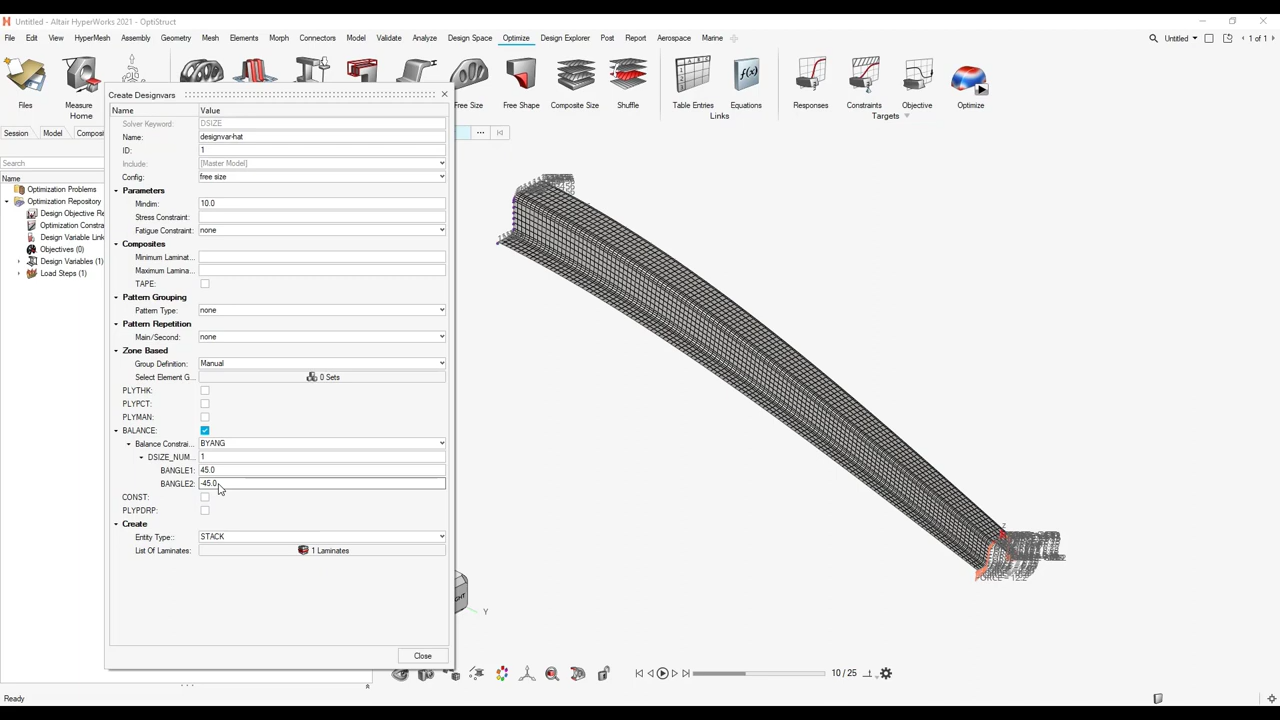 Untitled - Altair HyperWorks 2021 - OptiStruct
File Edit View HyperMesh Assembly Geometry Mesh Elements Morph Connectors Model Validate Analyze Design Space Optimize Design Explorer Post Report Aerospace Marine
Untitled 1 of 1
Files Measure Free Size Free Shape Composite Size Shuffle Table Entries Equations Responses Constraints Objective Optimize
Home Links Targets
Session Model Compos
Search
Name
Optimization Problems
Optimization Repository
Design Objective Re
Optimization Constra
Design Variable Link
Objectives (0)
Design Variables (1)
Load Steps (1)
Create Designvars
Name Value
Solver Keyword: DSIZE
Name: designvar-hat
ID: 1
Include: [Master Model]
Config: free size
Parameters
Mindim: 10.0
Stress Constraint:
Fatigue Constraint: none
Composites
Minimum Laminat...
Maximum Lamina...
TAPE:
Pattern Grouping
Pattern Type: none
Pattern Repetition
Main/Second: none
Zone Based
Group Definition: Manual
Select Element G... 0 Sets
PLYTHK:
PLYPCT:
PLYMAN:
BALANCE:
Balance Constrai... BYANG
DSIZE_NUM... 1
BANGLE1: 45.0
BANGLE2: -45.0
CONST:
PLYPDRP:
Create
Entity Type:: STACK
List Of Laminates: 1 Laminates
Close
Z
FORCE = 12.2
Y
10 / 25
Ready